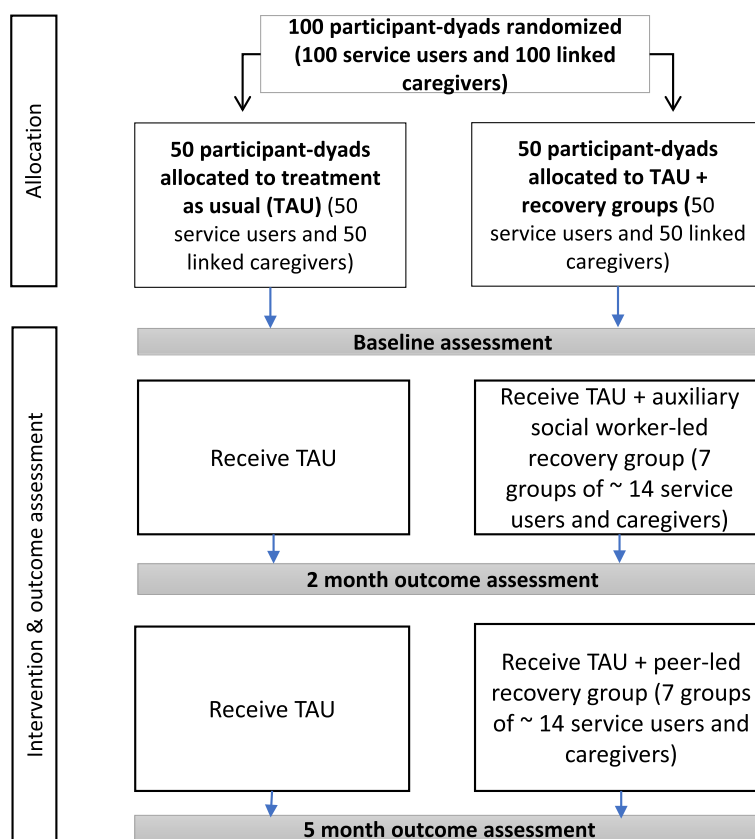 100 participant-dyads randomized
(100 service users and 100 linked
caregivers)
Allocation
50 participant-dyads
allocated to treatment
as usual (TAU) (50
service users and 50
linked caregivers)
50 participant-dyads
allocated to TAU +
recovery groups (50
service users and 50 linked
caregivers)
Baseline assessment
Intervention & outcome assessment
Receive TAU
Receive TAU + auxiliary
social worker-led
recovery group (7
groups of ~ 14 service
users and caregivers)
2 month outcome assessment
Receive TAU
Receive TAU + peer-led
recovery group (7 groups
of ~ 14 service users and
caregivers)
5 month outcome assessment